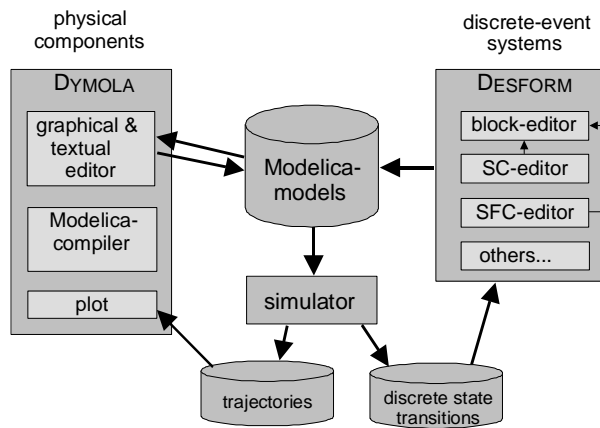 physical
components
discrete-event
systems
DYMOLA
graphical &
textual
editor
Modelica-
compiler
plot
Modelica-
models
simulator
trajectories
discrete state
transitions
DESFORM
block-editor
SC-editor
SFC-editor
others...